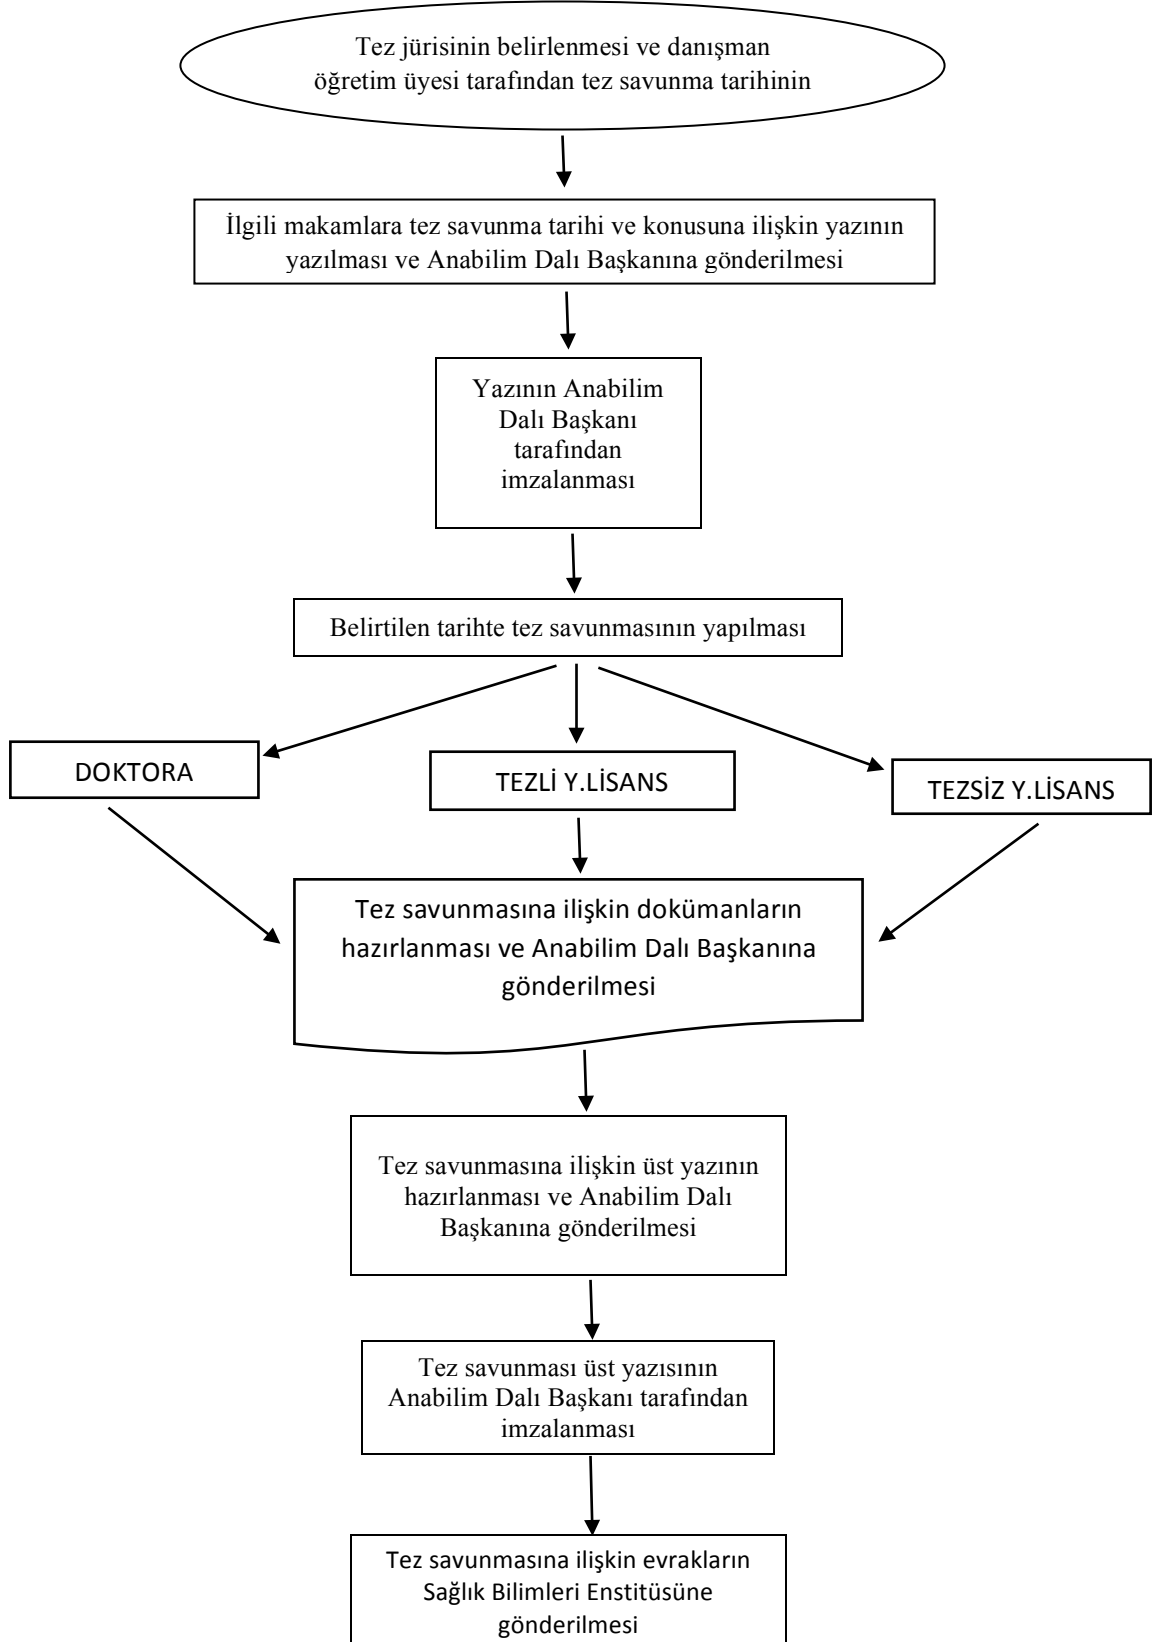 Tez jürisinin belirlenmesi ve danışman
öğretim üyesi tarafından tez savunma tarihinin
İlgili makamlara tez savunma tarihi ve konusuna ilişkin yazının
yazılması ve Anabilim Dalı Başkanına gönderilmesi
Yazının Anabilim
Dalı Başkanı
tarafından
imzalanması
Belirtilen tarihte tez savunmasının yapılması
DOKTORA
TEZLİ Y.LİSANS
TEZSİZ Y.LİSANS
Tez savunmasına ilişkin dokümanların
hazırlanması ve Anabilim Dalı Başkanına
gönderilmesi
Tez savunmasına ilişkin üst yazının
hazırlanması ve Anabilim Dalı
Başkanına gönderilmesi
Tez savunması üst yazısının
Anabilim Dalı Başkanı tarafından
imzalanması
Tez savunmasına ilişkin evrakların
Sağlık Bilimleri Enstitüsüne
gönderilmesi